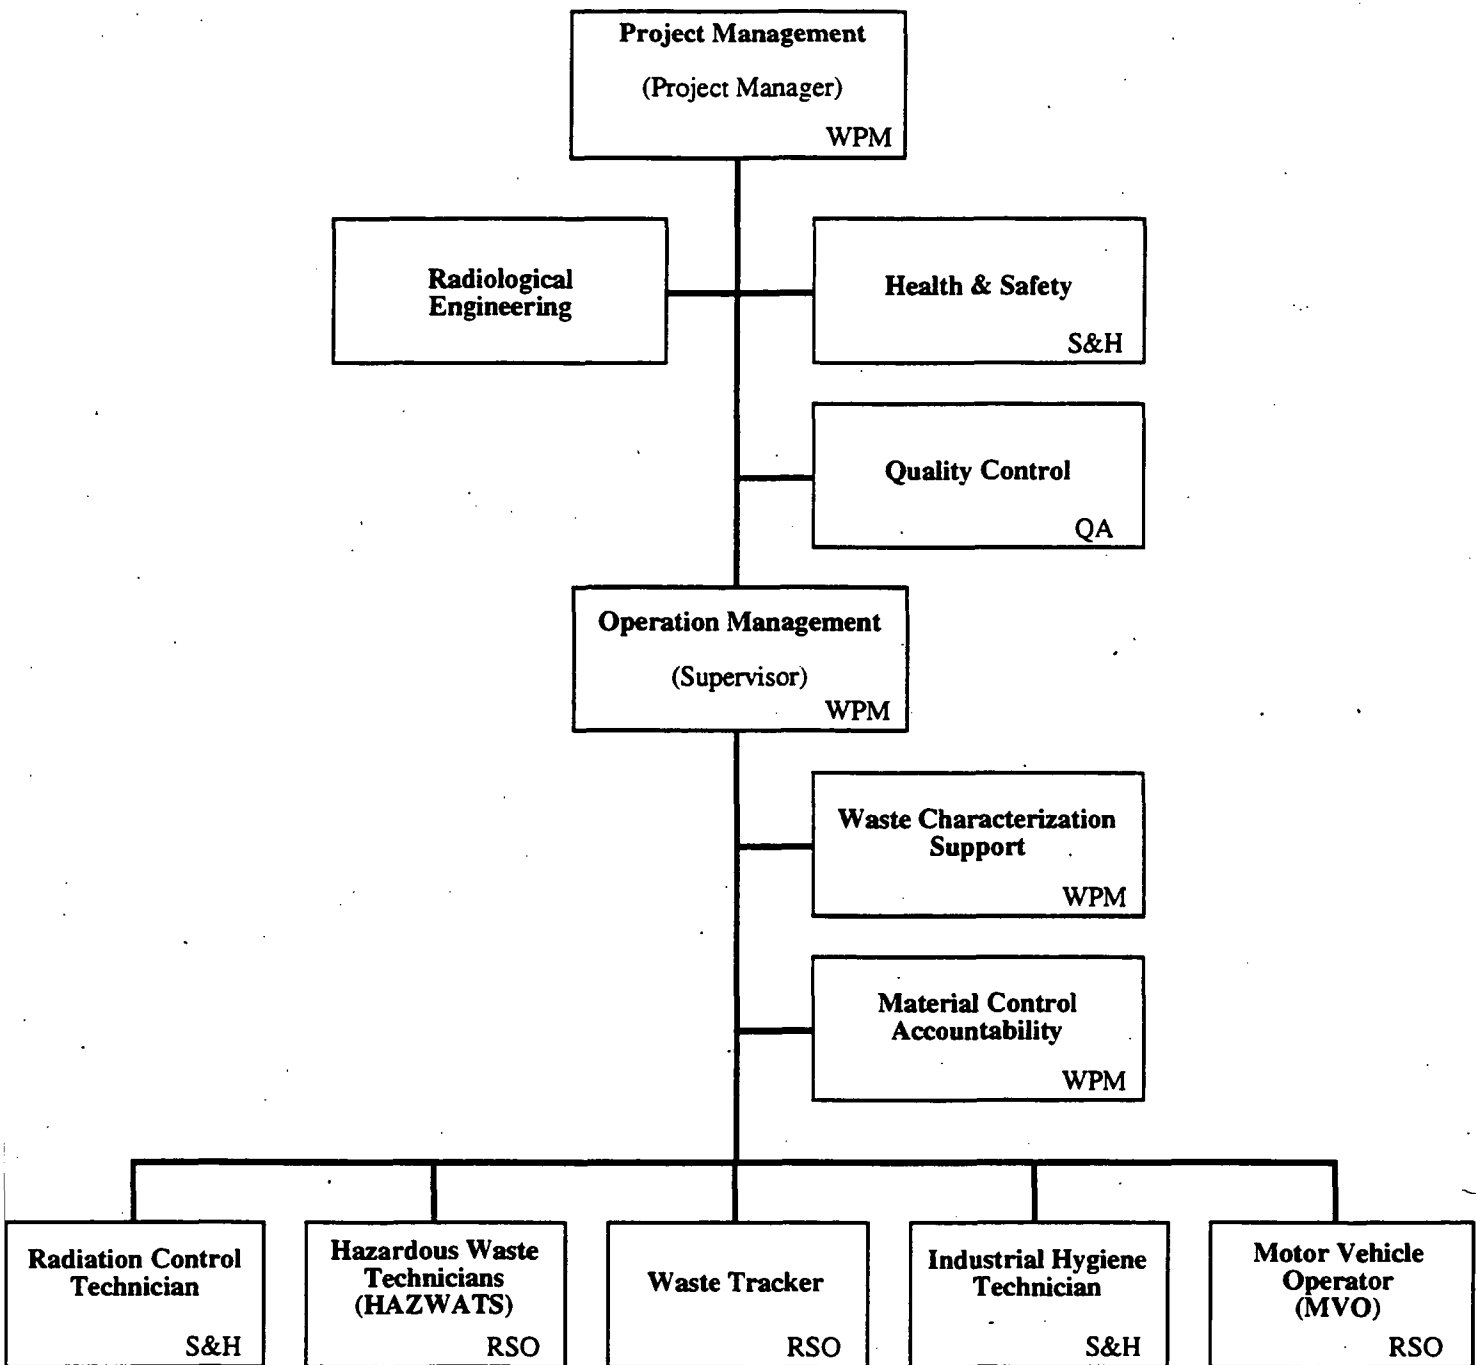 Project Management
(Project Manager)
WPM
Radiological
Engineering
Health & Safety
S&H
Quality Control
QA
Operation Management
(Supervisor)
WPM
Waste Characterization
Support
WPM
Material Control
Accountability
WPM
Radiation Control
Technician
S&H
Hazardous Waste
Technicians
(HAZWATS)
RSO
Waste Tracker
RSO
Industrial Hygiene
Technician
S&H
Motor Vehicle
Operator
(MVO)
RSO